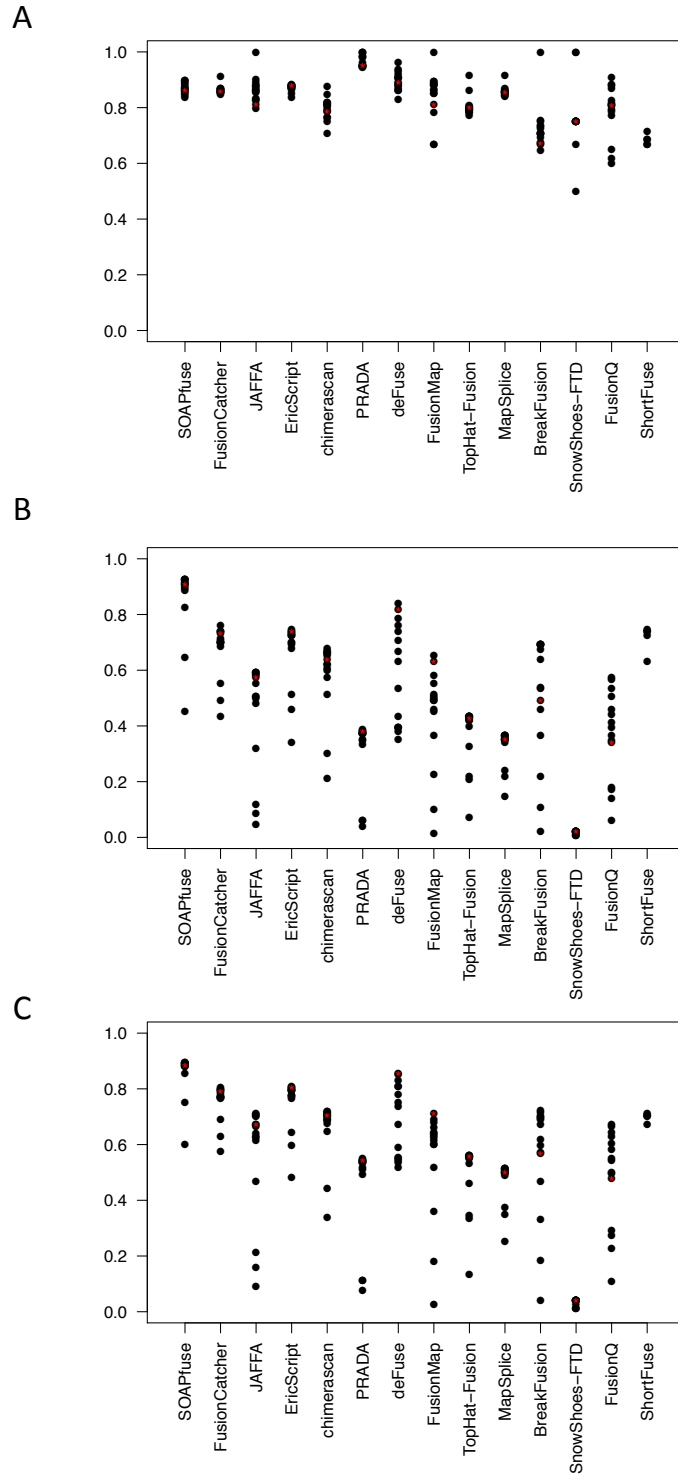 A
1.0
0.8
0.6
0.4
0.2
0.0
SOAPfuse
FusionCatcher
JAFFA
EricScript
chimerascan
PRADA
deFuse
FusionMap
TopHat−Fusion
MapSplice
BreakFusion
SnowShoes−FTD
FusionQ
ShortFuse
B
1.0
0.8
0.6
0.4
0.2
0.0
SOAPfuse
FusionCatcher
JAFFA
EricScript
chimerascan
PRADA
deFuse
FusionMap
TopHat−Fusion
MapSplice
BreakFusion
SnowShoes−FTD
FusionQ
ShortFuse
C
1.0
0.8
0.6
0.4
0.2
0.0
SOAPfuse
FusionCatcher
JAFFA
EricScript
chimerascan
PRADA
deFuse
FusionMap
TopHat−Fusion
MapSplice
BreakFusion
SnowShoes−FTD
FusionQ
ShortFuse